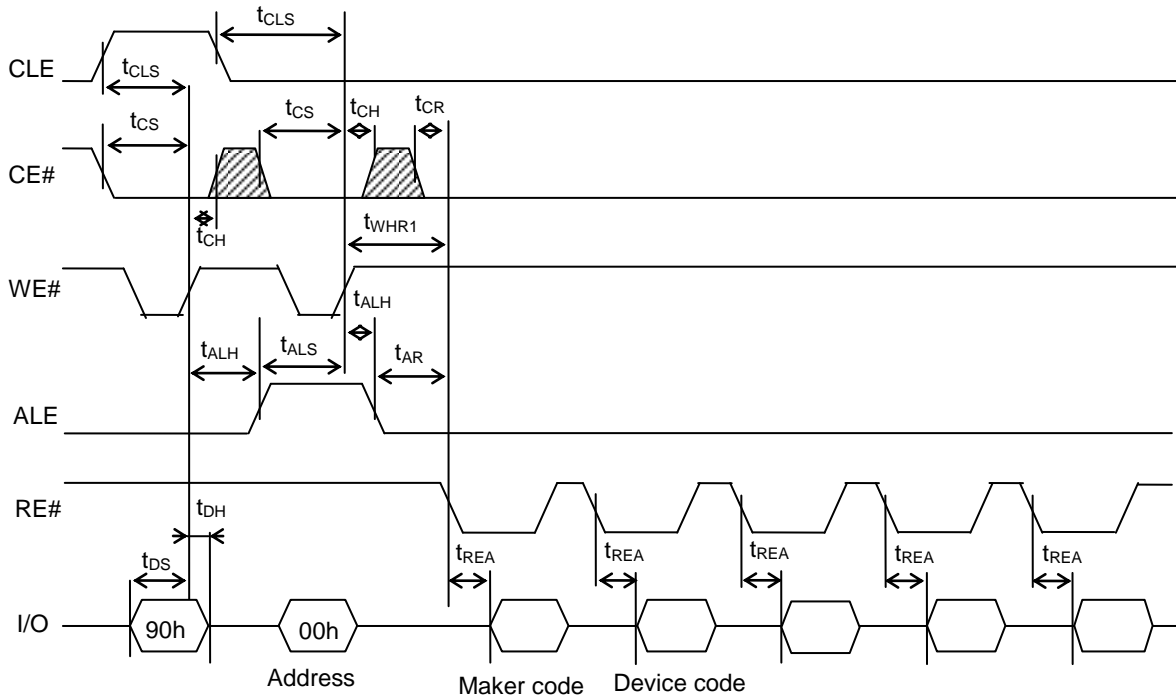 tCLS
CLE
tCLS
tCS
tCH
tCR
tCS
CE#
tCH
tWHR1
WE#
tALH
tALH
tALS
tAR
ALE
RE#
tDH
tDS
tREA
tREA
tREA
tREA
tREA
I/O
90h
00h
Address
Maker code
Device code